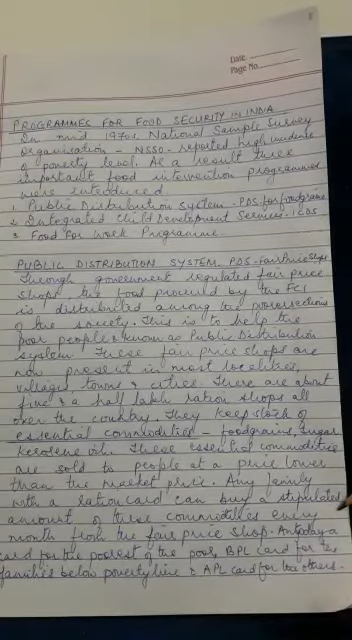 Date
Page No.
PROGRAMMES FOR FOOD SECURITY IN INDIA
In mid 1970s National Sample Survey
Organisation - NSSO - reported high incidence
of poverty level. As a result three
important food intervention programmes
were introduced.
1. Public Distribution System - PDS for foodgrains
2. Integrated Child Development Services - ICDS
3. Food For Work Programme.
PUBLIC DISTRIBUTION SYSTEM PDS - Fair Price Shops
Through government regulated fair price
shops the food procured by the FCI
is distributed among the poor sections
of the society. This is to help the
poor people & known as Public Distribution
System These fair price shops are
now present in most localities,
villages, towns & cities. There are about
five & a half lakh ration shops all
over the country. They keep stock of
essential commodities - foodgrains, sugar
kerosene oil. These essential commodities
are sold to people at a price lower
than the market price. Any family
with a ration card can buy a stipulated
amount of these commodities every
month from the fair price shop. Antodaya
card for the poorest of the poor, BPL card for the
families below poverty line & APL card for the others.